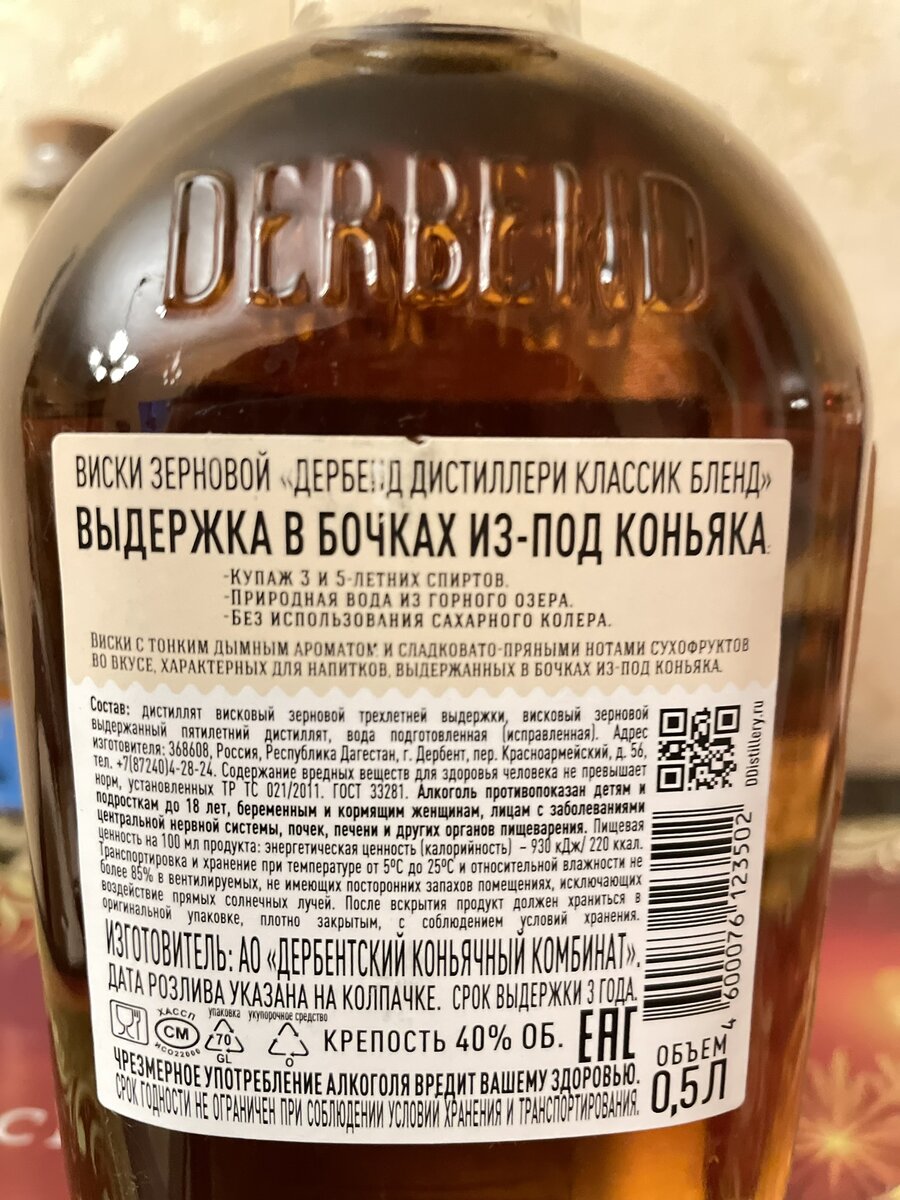 DERBEND
ВИСКИ ЗЕРНОВОЙ «ДЕРБЕНД ДИСТИЛЛЕРИ КЛАССИК БЛЕНД»
ВЫДЕРЖКА В БОЧКАХ ИЗ-ПОД КОНЬЯКА.
-КУПАЖ 3 И 5-ЛЕТНИХ СПИРТОВ.
-ПРИРОДНАЯ ВОДА ИЗ ГОРНОГО ОЗЕРА.
-БЕЗ ИСПОЛЬЗОВАНИЯ САХАРНОГО КОЛЕРА.
ВИСКИ С ТОНКИМ ДЫМНЫМ АРОМАТОМ И СЛАДКОВАТО-ПРЯНЫМИ НОТАМИ СУХОФРУКТОВ
ВО ВКУСЕ, ХАРАКТЕРНЫХ ДЛЯ НАПИТКОВ, ВЫДЕРЖАННЫХ В БОЧКАХ ИЗ-ПОД КОНЬЯКА.
Состав: дистиллят висковый зерновой трехлетней выдержки, висковый зерновой
выдержанный пятилетний дистиллят, вода подготовленная (исправленная). Адрес
изготовителя: 368608, Россия, Республика Дагестан, г. Дербент, пер. Красноармейский, д. 56,
тел. +7(87240)4-28-24. Содержание вредных веществ для здоровья человека не превышает
норм, установленных ТР ТС 021/2011. ГОСТ 33281. Алкоголь противопоказан детям и
подросткам до 18 лет, беременным и кормящим женщинам, лицам с заболеваниями
центральной нервной системы, почек, печени и других органов пищеварения. Пищевая
ценность на 100 мл продукта: энергетическая ценность (калорийность) – 930 кДж/ 220 ккал.
Транспортировка и хранение при температуре от 5ºС до 25ºС и относительной влажности не
более 85% в вентилируемых, не имеющих посторонних запахов помещениях, исключающих
воздействие прямых солнечных лучей. После вскрытия продукт должен храниться в
оригинальной упаковке, плотно закрытым, с соблюдением условий хранения.
DDistillery.ru
4 600076 123502
ИЗГОТОВИТЕЛЬ: АО «ДЕРБЕНТСКИЙ КОНЬЯЧНЫЙ КОМБИНАТ».
ДАТА РОЗЛИВА УКАЗАНА НА КОЛПАЧКЕ. СРОК ВЫДЕРЖКИ 3 ГОДА.
ХАССП
СМ
ИСО22000
упаковка
70
GL
укупорочное средство
0
КРЕПОСТЬ 40% ОБ.
ЕАС
ОБЪЕМ
0,5Л
ЧРЕЗМЕРНОЕ УПОТРЕБЛЕНИЕ АЛКОГОЛЯ ВРЕДИТ ВАШЕМУ ЗДОРОВЬЮ.
СРОК ГОДНОСТИ НЕ ОГРАНИЧЕН ПРИ СОБЛЮДЕНИИ УСЛОВИЙ ХРАНЕНИЯ И ТРАНСПОРТИРОВАНИЯ.